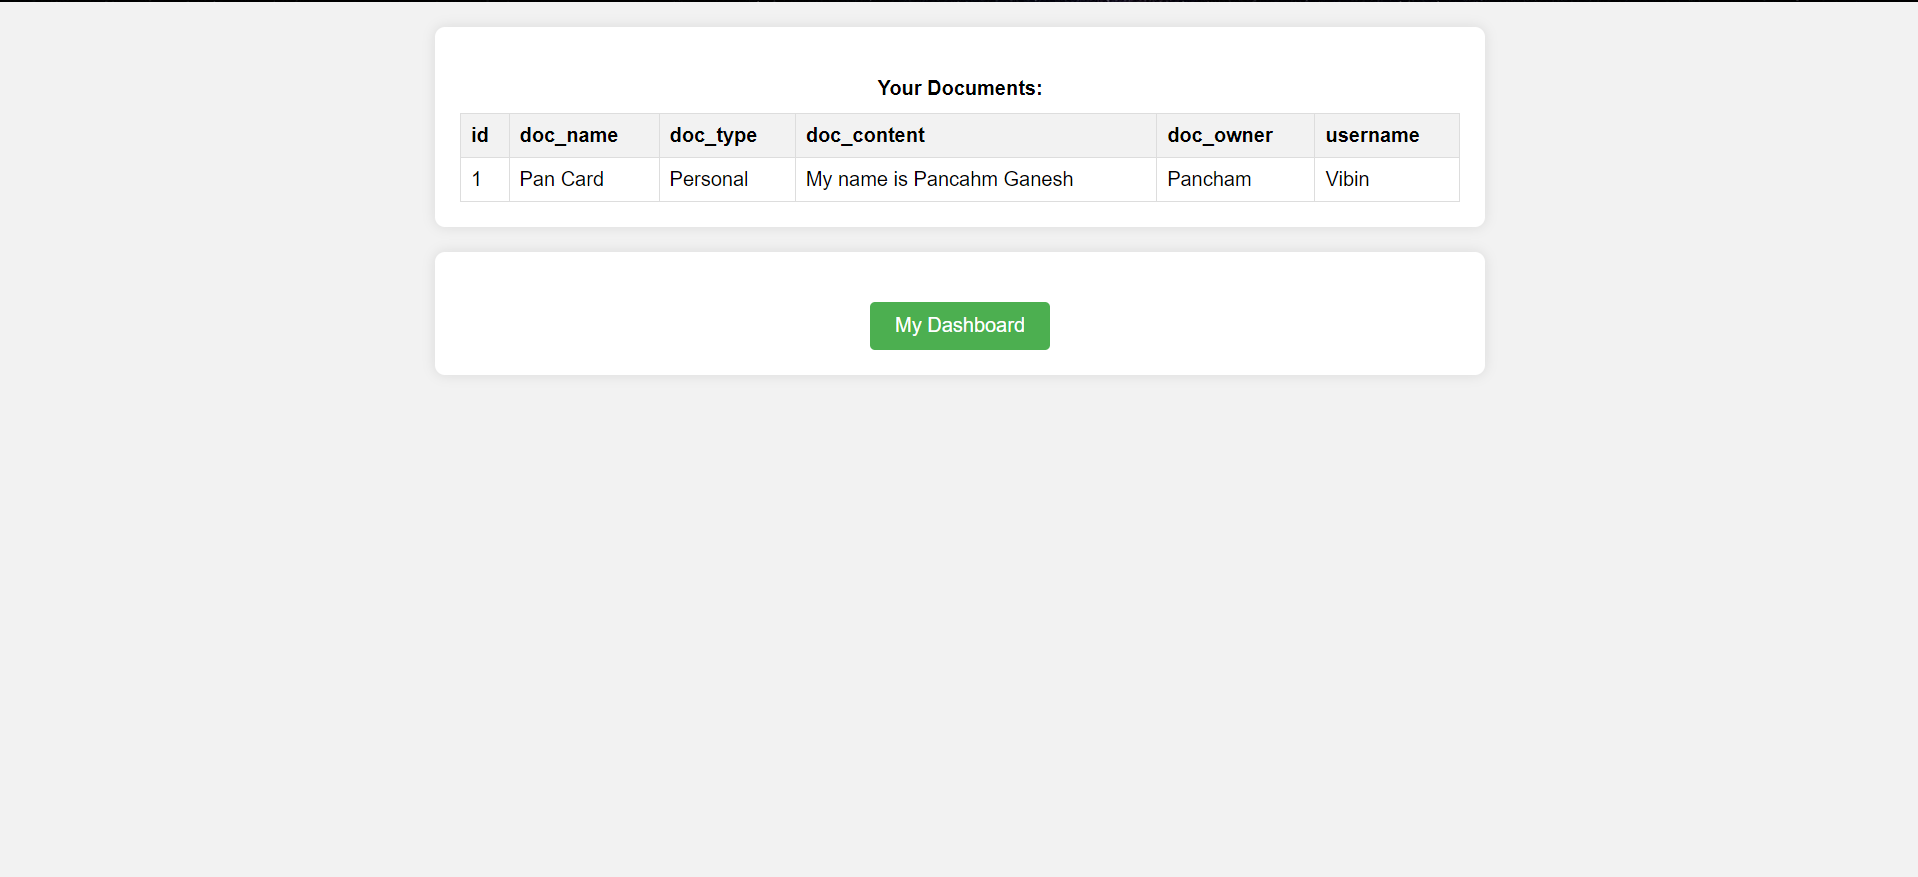 Your Documents:
id doc_name doc_type doc_content doc_owner username
1 Pan Card Personal My name is Pancahm Ganesh Pancham Vibin
My Dashboard